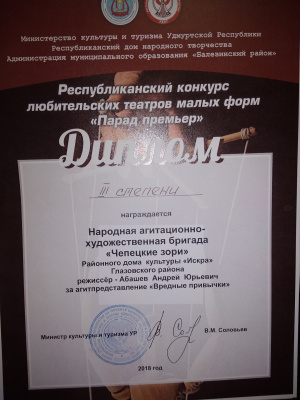 Министерство культуры и туризма Удмуртской Республики
Республиканский дом народного творчества
Администрация муниципального образования «Балезинский район»
Республиканский конкурс
любительских театров малых форм
«Парад премьер»
Диплом
III степени
награждается
Народная агитационно-
художественная бригада
«Чепецкие зори»
Районного дома культуры «Искра»
Глазовского района
режиссёр - Абашев Андрей Юрьевич
за агитпредставление «Вредные привычки»
Министр культуры и туризма УР
В.М. Соловьев
2016 год